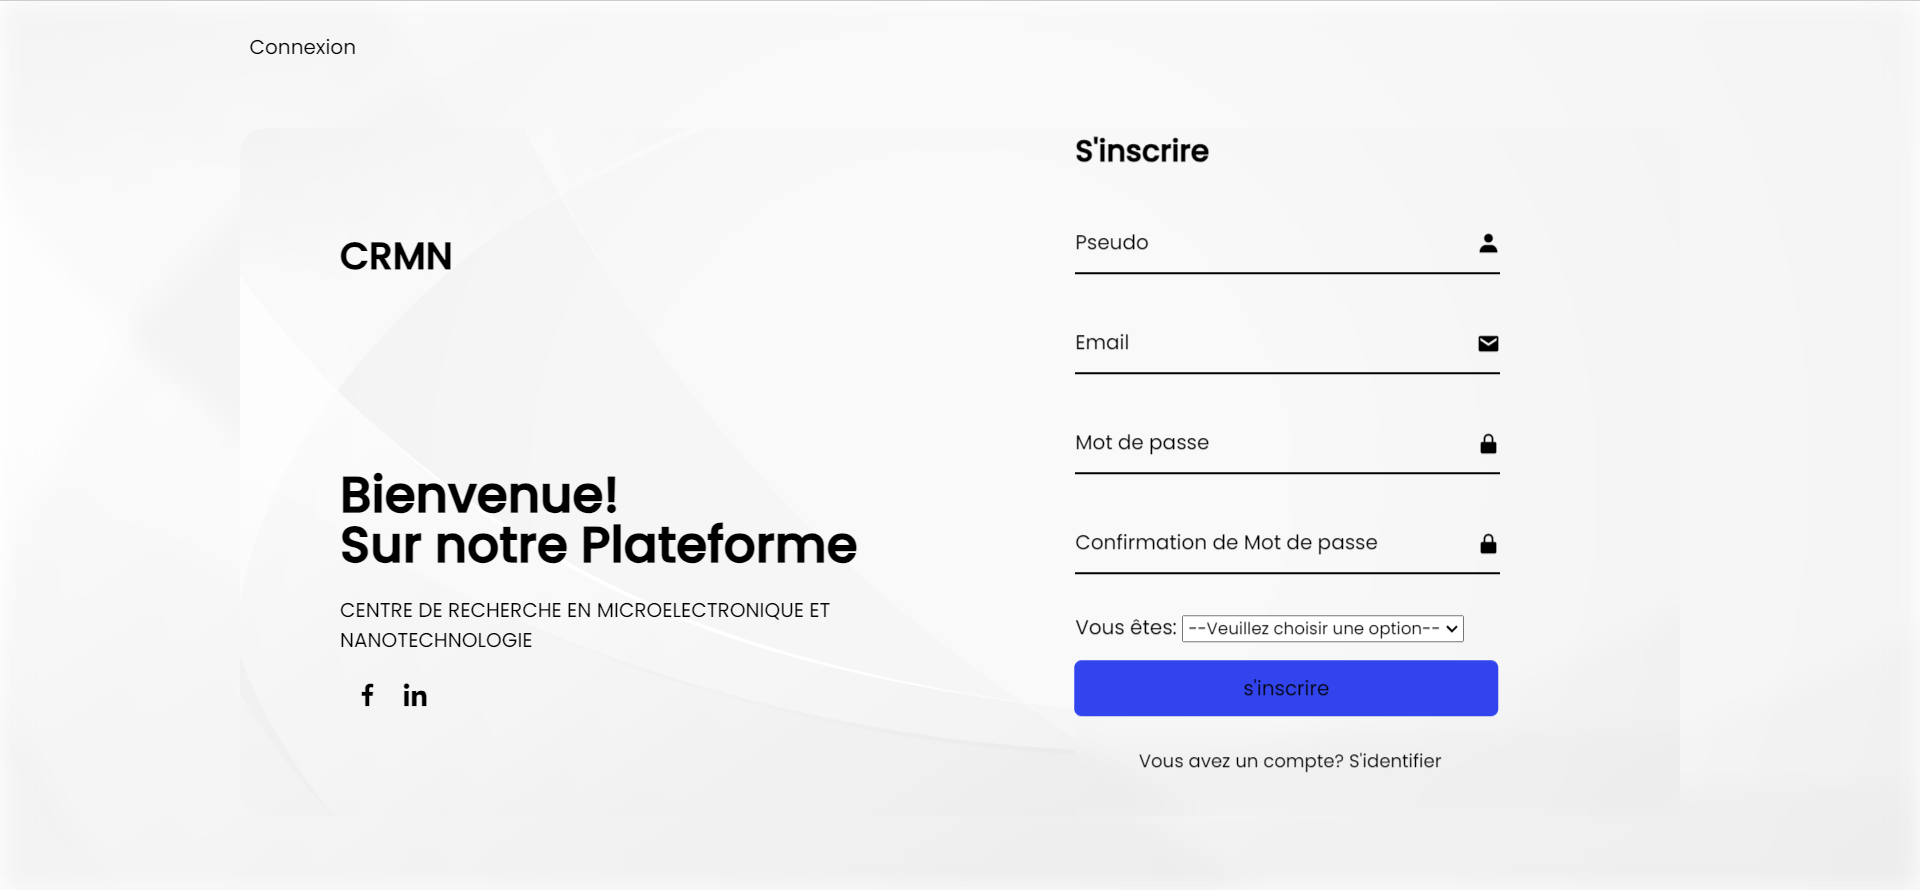 Connexion
CRMN
Bienvenue!
Sur notre Plateforme
CENTRE DE RECHERCHE EN MICROELECTRONIQUE ET
NANOTECHNOLOGIE
f in
S'inscrire
Pseudo
Email
Mot de passe
Confirmation de Mot de passe
Vous êtes: --Veuillez choisir une option--
s'inscrire
Vous avez un compte? S'identifier